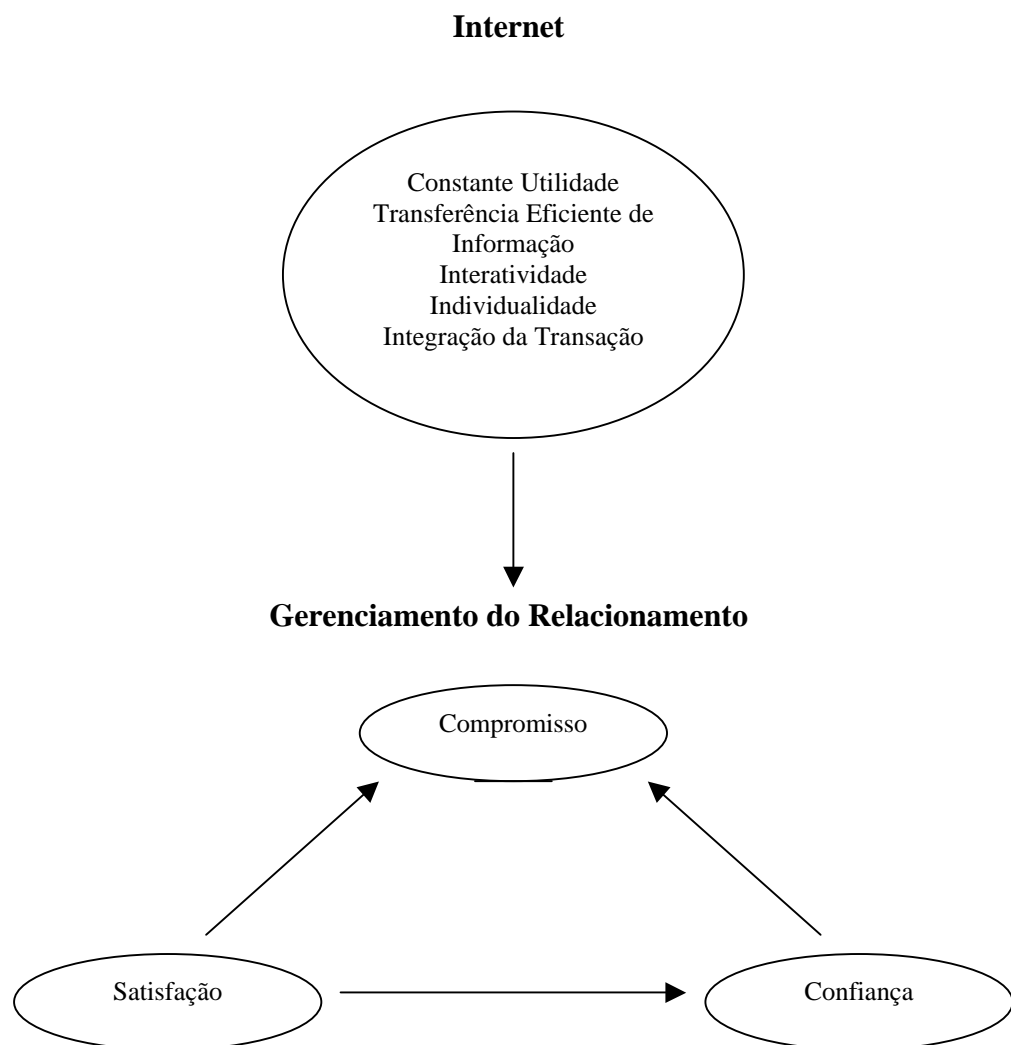 Internet
Constante Utilidade
Transferência Eficiente de
Informação
Interatividade
Individualidade
Integração da Transação
Gerenciamento do Relacionamento
Compromisso
Satisfação
Confiança